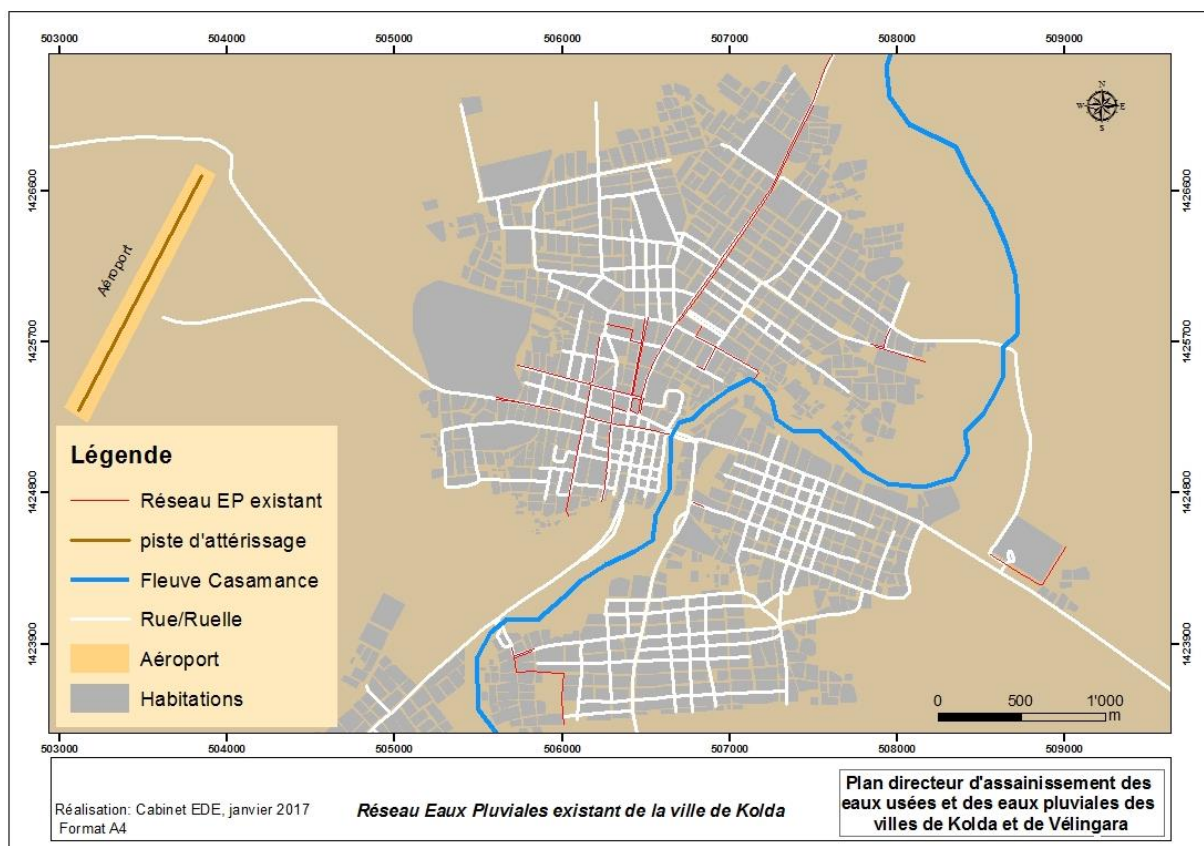 503000 504000 505000 506000 507000 508000 509000
N
W E
S
1426600 1426600
Aéroport
1425700 1425700
Légende
Réseau EP existant
piste d'attérissage
Fleuve Casamance
Rue/Ruelle
Aéroport
Habitations
1424800 1424800
1423900 1423900
0 500 1'000
m
503000 504000 505000 506000 507000 508000 509000
Réalisation: Cabinet EDE, janvier 2017
Format A4
Réseau Eaux Pluviales existant de la ville de Kolda
Plan directeur d'assainissement des
eaux usées et des eaux pluviales des
villes de Kolda et de Vélingara